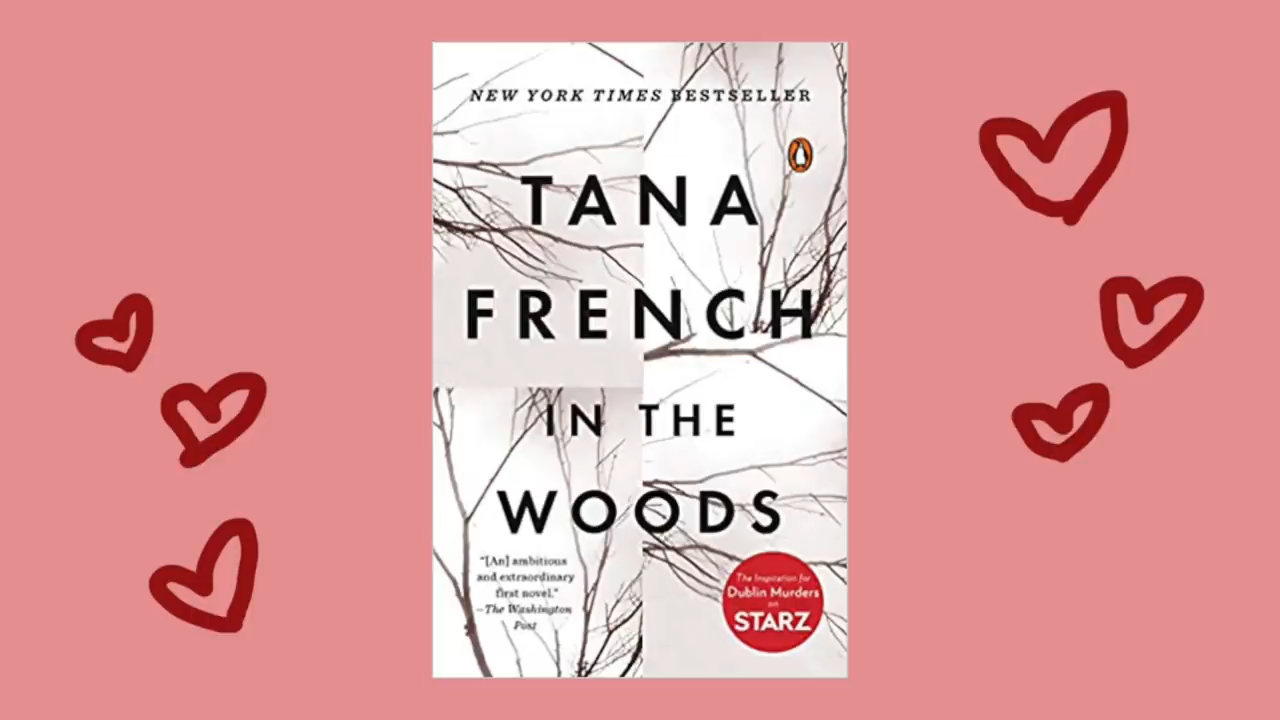 NEW YORK TIMES BESTSELLER
TANA
FRENCH
IN THE
WOODS
"[An] ambitious
and extraordinary
first novel."
—The Washington
Post
The Inspiration for
Dublin Murders
on
STARZ